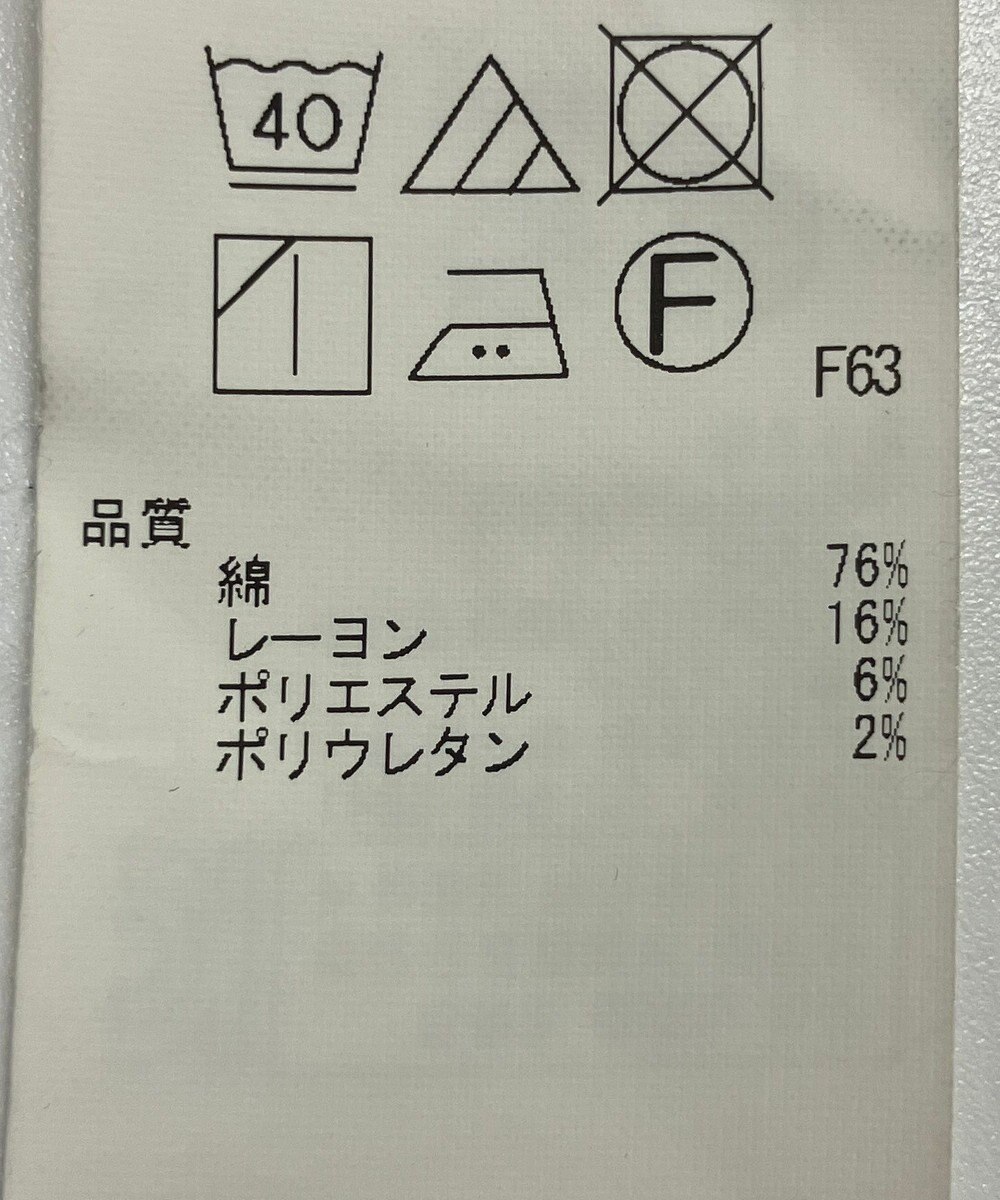 40
F
F63
品質
綿 76%
レーヨン 16%
ポリエステル 6%
ポリウレタン 2%